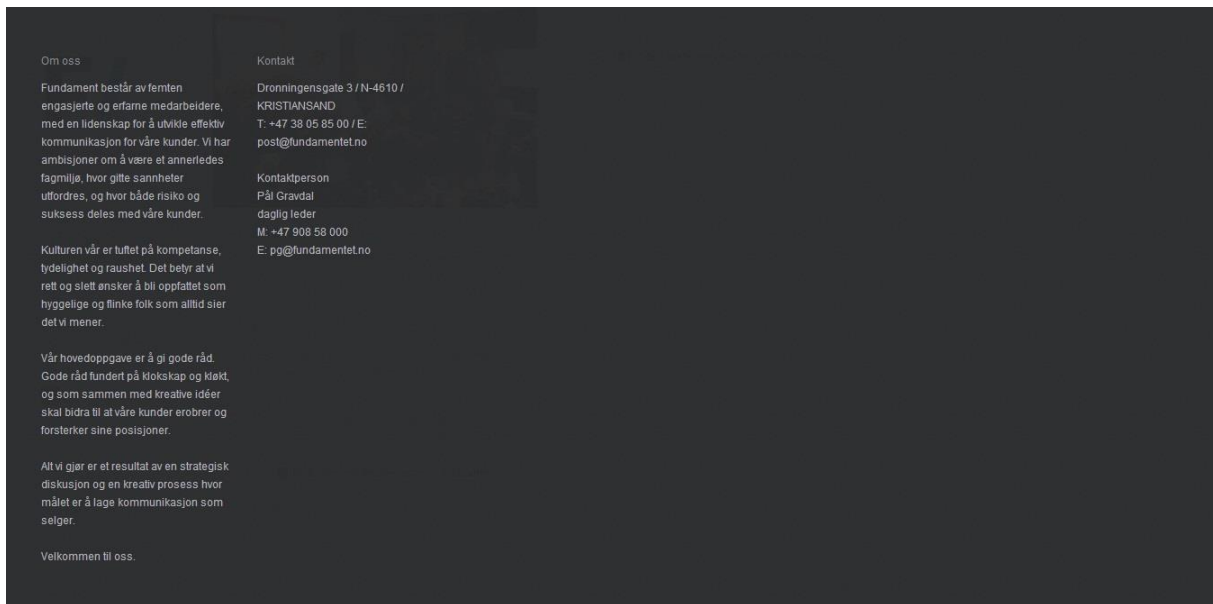 Om oss
Fundament består av femten
engasjerte og erfarne medarbeidere,
med en lidenskap for å utvikle effektiv
kommunikasjon for våre kunder. Vi har
ambisjoner om å være et annerledes
fagmiljø, hvor gitte sannheter
utfordres, og hvor både risiko og
suksess deles med våre kunder.
Kulturen vår er tuftet på kompetanse,
tydelighet og raushet. Det betyr at vi
rett og slett ønsker å bli oppfattet som
hyggelige og flinke folk som alltid sier
det vi mener.
Vår hovedoppgave er å gi gode råd.
Gode råd fundert på klokskap og kløkt,
og som sammen med kreative idéer
skal bidra til at våre kunder erobrer og
forsterker sine posisjoner.
Alt vi gjør er et resultat av en strategisk
diskusjon og en kreativ prosess hvor
målet er å lage kommunikasjon som
selger.
Velkommen til oss.
Kontakt
Dronningensgate 3 / N-4610 /
KRISTIANSAND
T: +47 38 05 85 00 / E:
post@fundamentet.no
Kontaktperson
Pål Gravdal
daglig leder
M: +47 908 58 000
E: pg@fundamentet.no